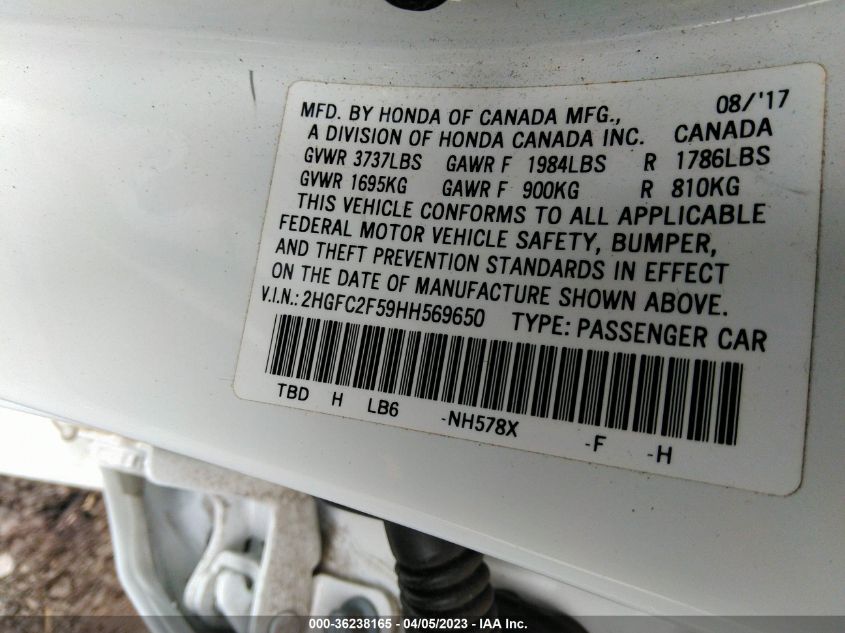 MFD. BY HONDA OF CANADA MFG., 08/'17
A DIVISION OF HONDA CANADA INC. CANADA
GVWR 3737LBS GAWR F 1984LBS R 1786LBS
GVWR 1695KG GAWR F 900KG R 810KG
THIS VEHICLE CONFORMS TO ALL APPLICABLE
FEDERAL MOTOR VEHICLE SAFETY, BUMPER,
AND THEFT PREVENTION STANDARDS IN EFFECT
ON THE DATE OF MANUFACTURE SHOWN ABOVE.
V.I.N.: 2HGFC2F59HH569650 TYPE: PASSENGER CAR
TBD H LB6 -NH578X -F -H
000-36238165 - 04/05/2023 - IAA Inc.